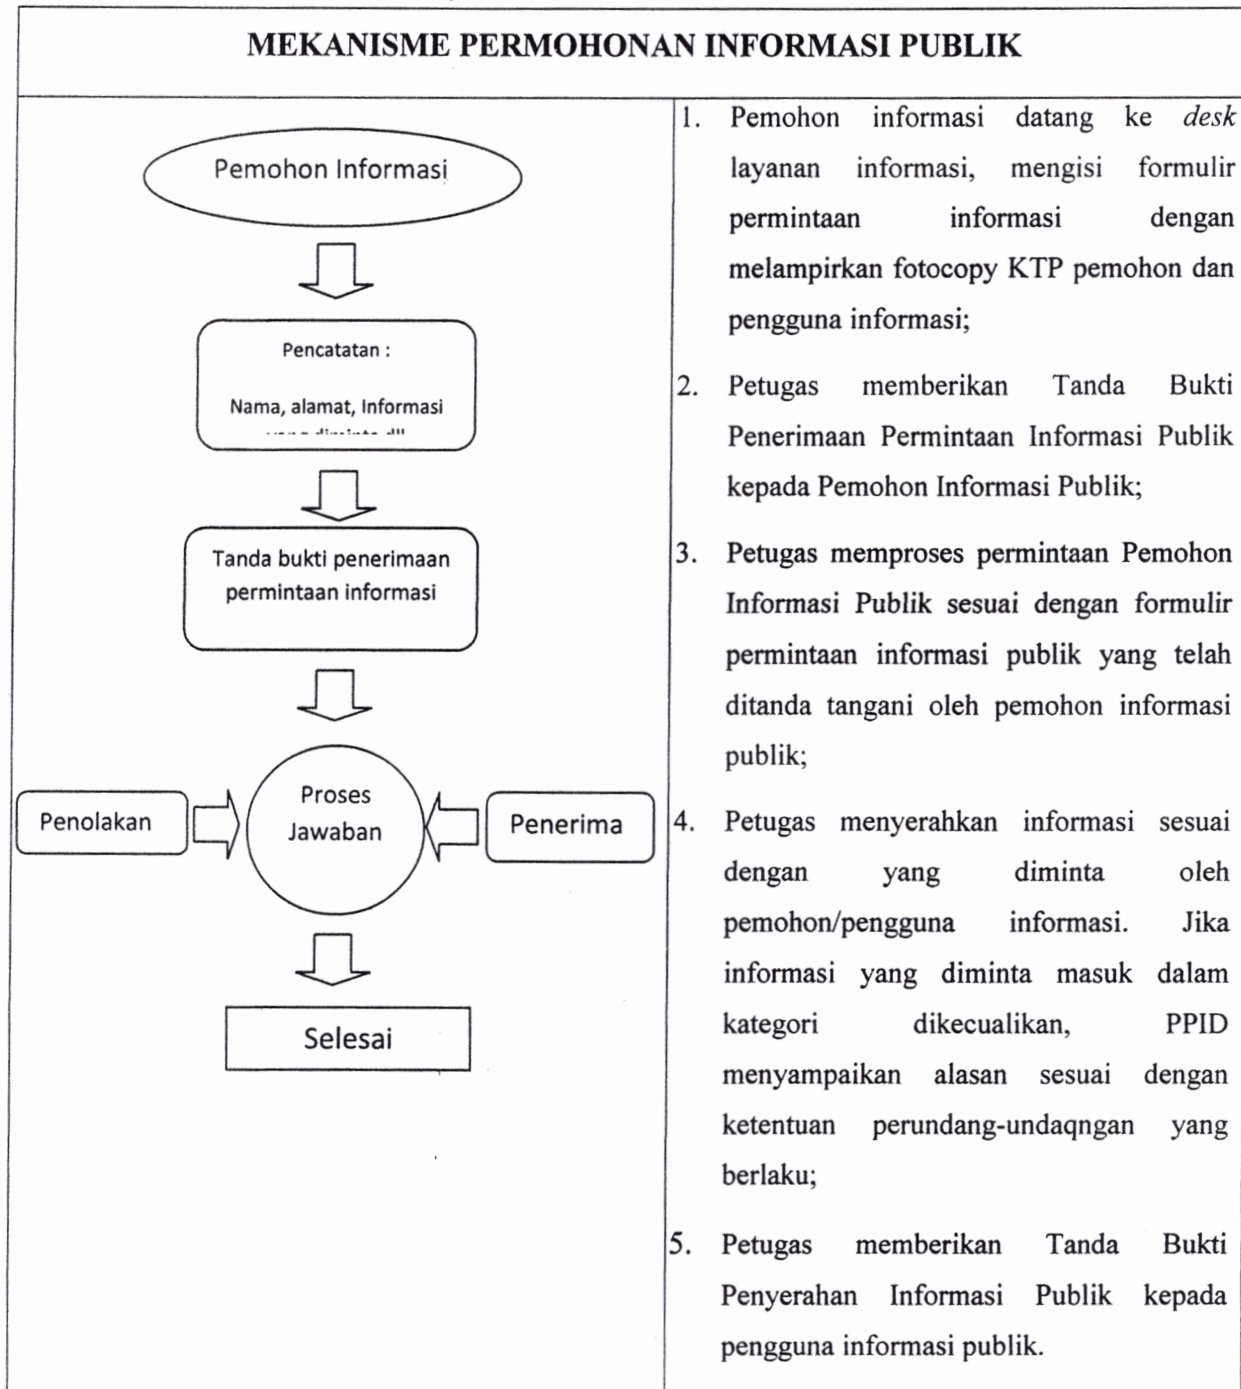 MEKANISME PERMOHONAN INFORMASI PUBLIK
Pemohon Informasi
Pencatatan :
Nama, alamat, Informasi
Tanda bukti penerimaan
permintaan informasi
Proses
Jawaban
Penolakan
Penerima
Selesai
1. Pemohon informasi datang ke desk
layanan informasi, mengisi formulir
permintaan informasi dengan
melampirkan fotocopy KTP pemohon dan
pengguna informasi;
2. Petugas memberikan Tanda Bukti
Penerimaan Permintaan Informasi Publik
kepada Pemohon Informasi Publik;
3. Petugas memproses permintaan Pemohon
Informasi Publik sesuai dengan formulir
permintaan informasi publik yang telah
ditanda tangani oleh pemohon informasi
publik;
4. Petugas menyerahkan informasi sesuai
dengan yang diminta oleh
pemohon/pengguna informasi. Jika
informasi yang diminta masuk dalam
kategori dikecualikan, PPID
menyampaikan alasan sesuai dengan
ketentuan perundang-undaqngan yang
berlaku;
5. Petugas memberikan Tanda Bukti
Penyerahan Informasi Publik kepada
pengguna informasi publik.